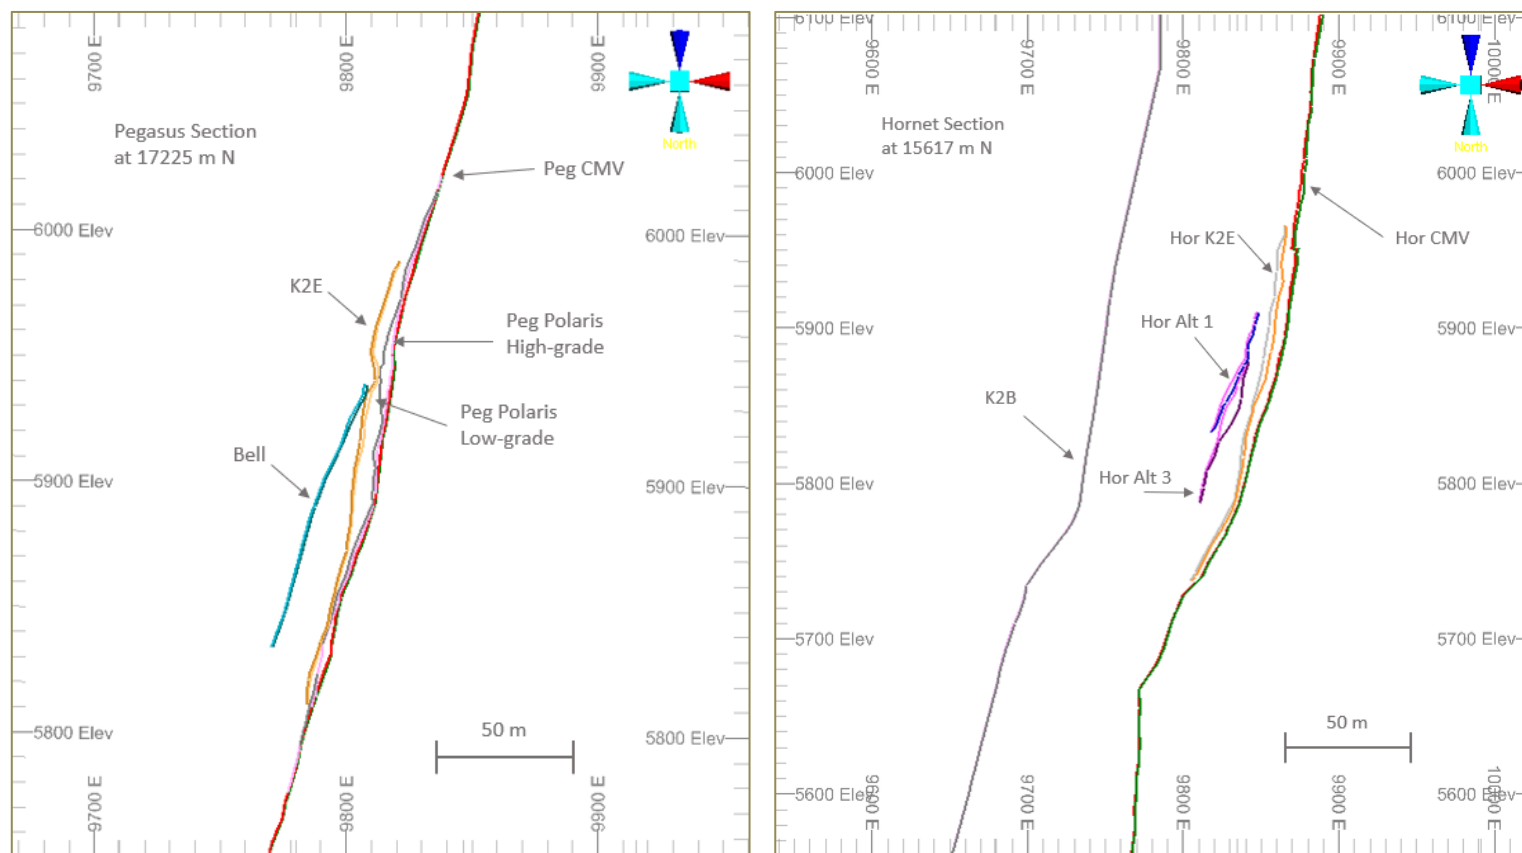 9700 E
9800 E
9900 E
North
Pegasus Section
at 17225 m N
Peg CMV
6000 Elev
6000 Elev
K2E
Peg Polaris
High-grade
Peg Polaris
Low-grade
Bell
5900 Elev
5900 Elev
50 m
5800 Elev
5800 Elev
9700 E
9800 E
9900 E
6100 Elev
6100 Elev
9600 E
9700 E
9800 E
9900 E
10000 E
North
Hornet Section
at 15617 m N
6000 Elev
6000 Elev
Hor K2E
Hor CMV
5900 Elev
5900 Elev
Hor Alt 1
K2B
Hor Alt 3
5800 Elev
5800 Elev
5700 Elev
5700 Elev
50 m
5600 Elev
5600 Elev
9600 E
9700 E
9800 E
9900 E
10000 E